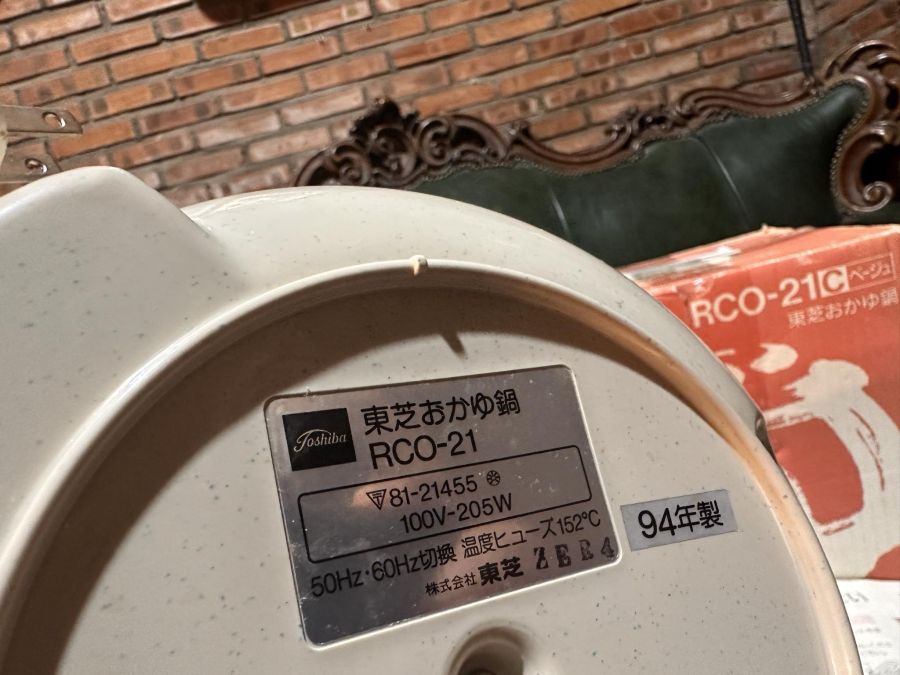 Toshiba
東芝おかゆ鍋
RCO-21
81-21455
100V-205W
50Hz・60Hz切換 温度ヒューズ152℃
株式会社 東芝
94年製
RCO-21 C ベージュ
東芝おかゆ鍋